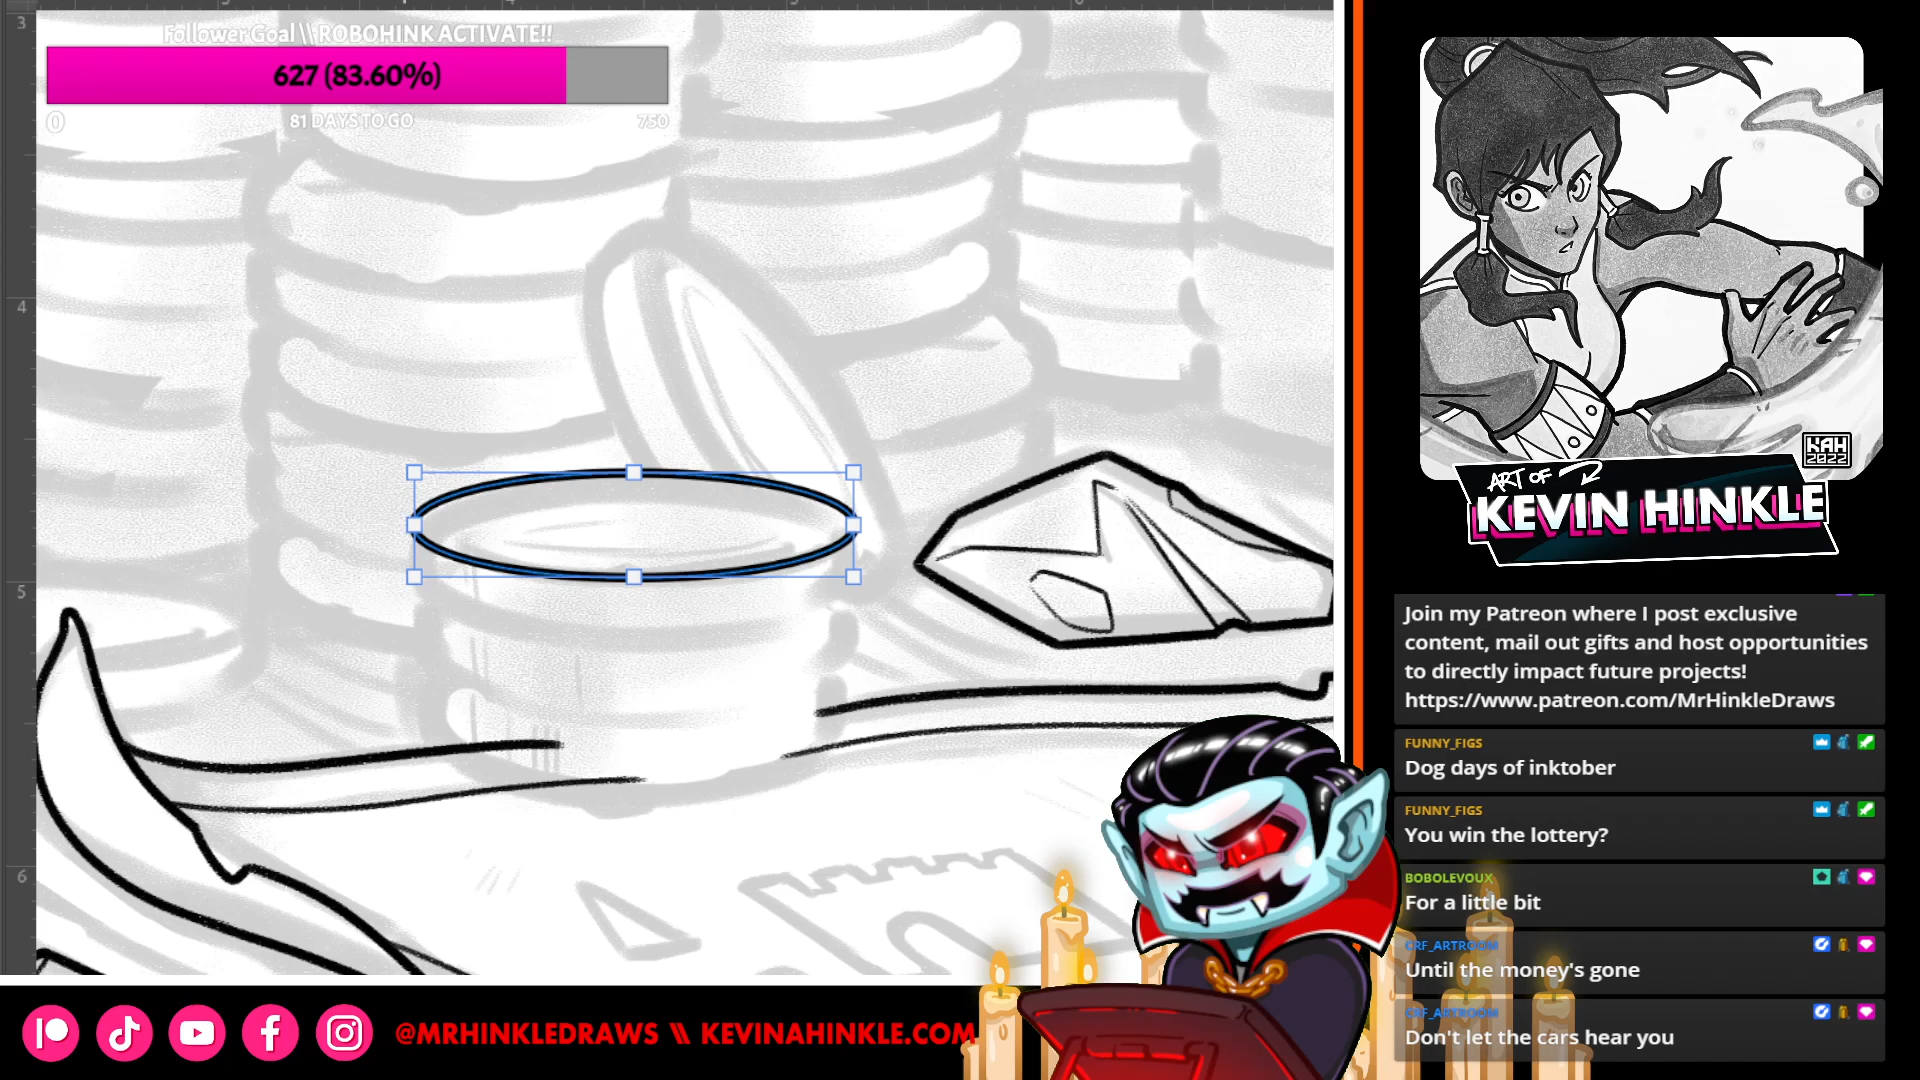 3
4
5
6
Follower Goal \\ ROBOHINK ACTIVATE!!
627 (83.60%)
0
81 DAYS TO GO
750
KAH
2022
ART OF
KEVIN HINKLE
Join my Patreon where I post exclusive
content, mail out gifts and host opportunities
to directly impact future projects!
https://www.patreon.com/MrHinkleDraws
FUNNY_FIGS
Dog days of inktober
FUNNY_FIGS
You win the lottery?
BOBOLEVOUX
For a little bit
CRF_ARTROOM
Until the money's gone
CRF_ARTROOM
Don't let the cars hear you
@MRHINKLEDRAWS \\ KEVINAHINKLE.COM